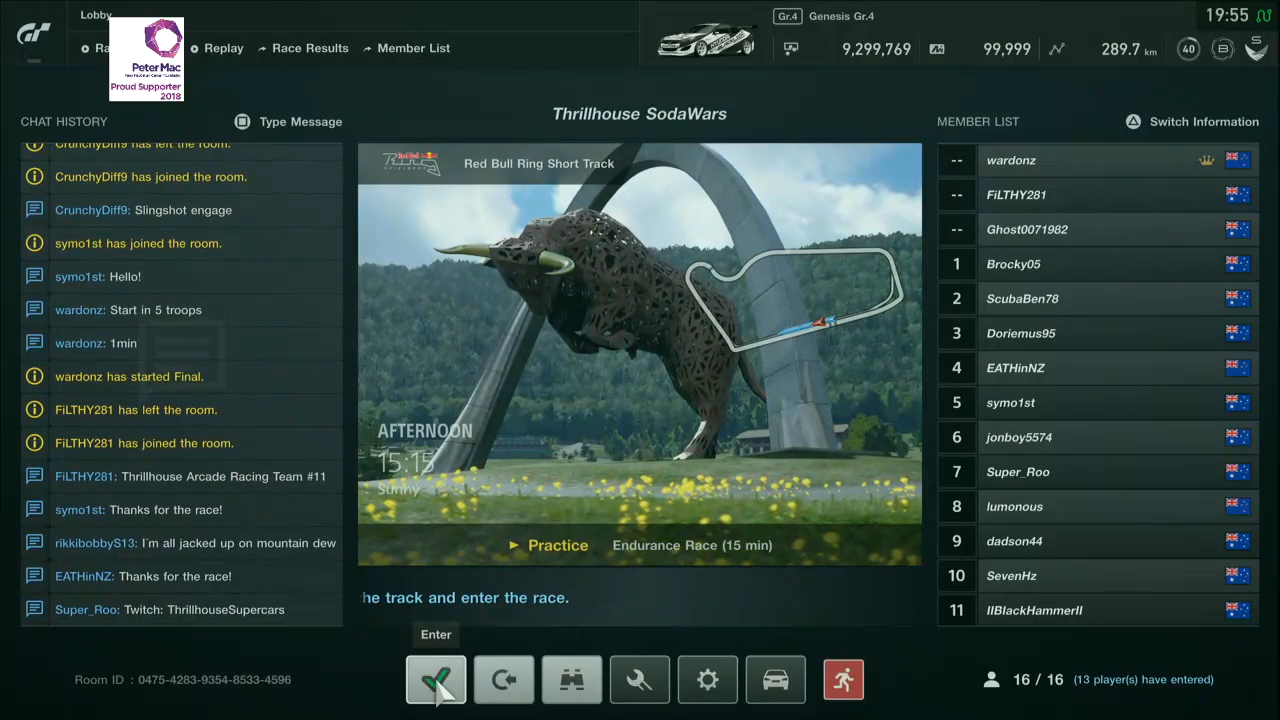 Lobby
Replay
Race Results
Member List
Gr.4 Genesis Gr.4
19:55
9,299,769
99,999
289.7 km
40
B
S
Peter Mac
Proud Supporter
2018
CHAT HISTORY
Type Message
Thrillhouse SodaWars
MEMBER LIST
Switch Information
CrunchyDiff9 has left the room.
CrunchyDiff9 has joined the room.
CrunchyDiff9: Slingshot engage
symo1st has joined the room.
symo1st: Hello!
wardonz: Start in 5 troops
wardonz: 1min
wardonz has started Final.
FiLTHY281 has left the room.
FiLTHY281 has joined the room.
FiLTHY281: Thrillhouse Arcade Racing Team #11
symo1st: Thanks for the race!
rikkibobbyS13: I'm all jacked up on mountain dew
EATHinNZ: Thanks for the race!
Super_Roo: Twitch: ThrillhouseSupercars
Red Bull Ring Short Track
AFTERNOON
15:15
Sunny
Practice Endurance Race (15 min)
he track and enter the race.
Enter
-- wardonz
-- FiLTHY281
-- Ghost0071982
1 Brocky05
2 ScubaBen78
3 Doriemus95
4 EATHinNZ
5 symo1st
6 jonboy5574
7 Super_Roo
8 lumonous
9 dadson44
10 SevenHz
11 IIBlackHammerII
Room ID : 0475-4283-9354-8533-4596
16 / 16 (13 player(s) have entered)